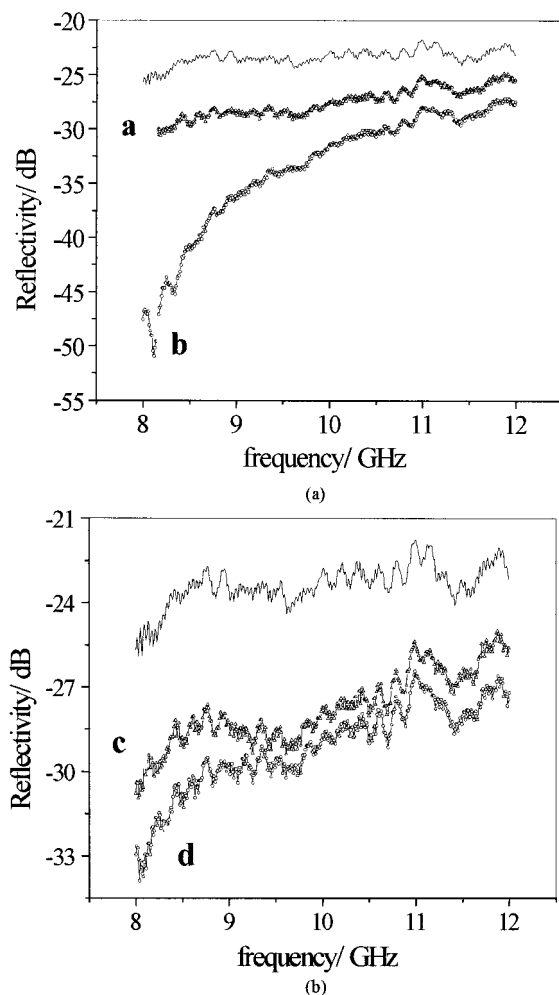 -20
-25
-30
-35
-40
-45
-50
-55
Reflectivity/ dB
a
b
8 9 10 11 12
frequency/ GHz
(a)
-21
-24
-27
-30
-33
Reflectivity/ dB
c
d
8 9 10 11 12
frequency/ GHz
(b)